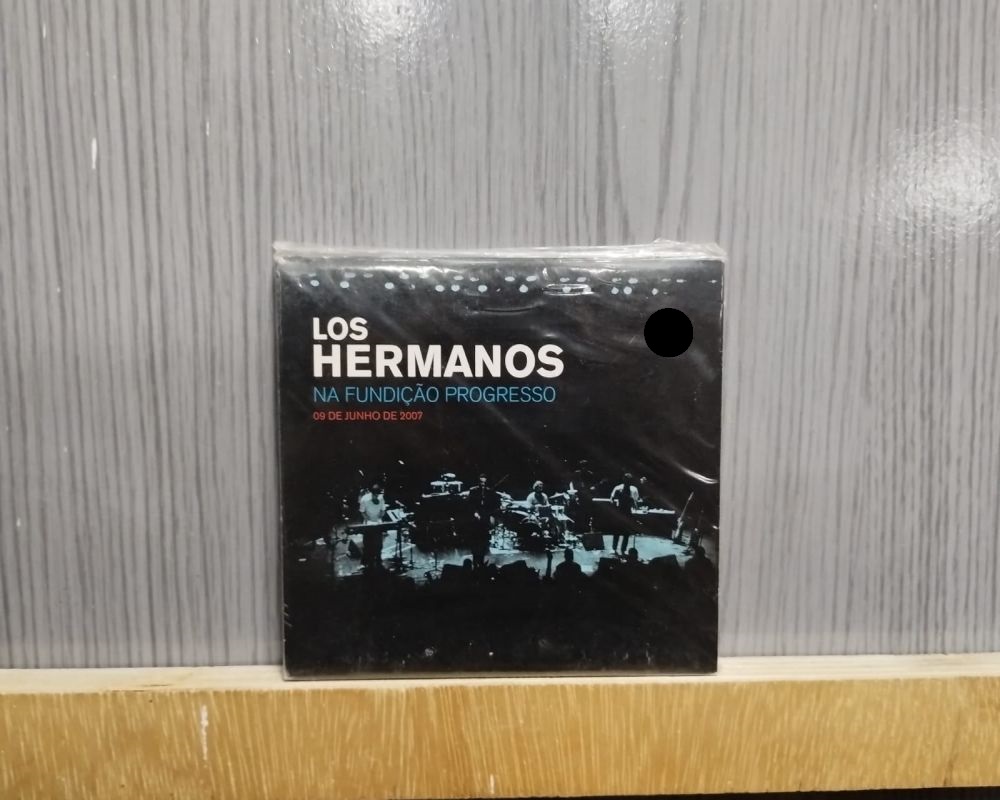 LOS
HERMANOS
NA FUNDIÇÃO PROGRESSO
09 DE JUNHO DE 2007